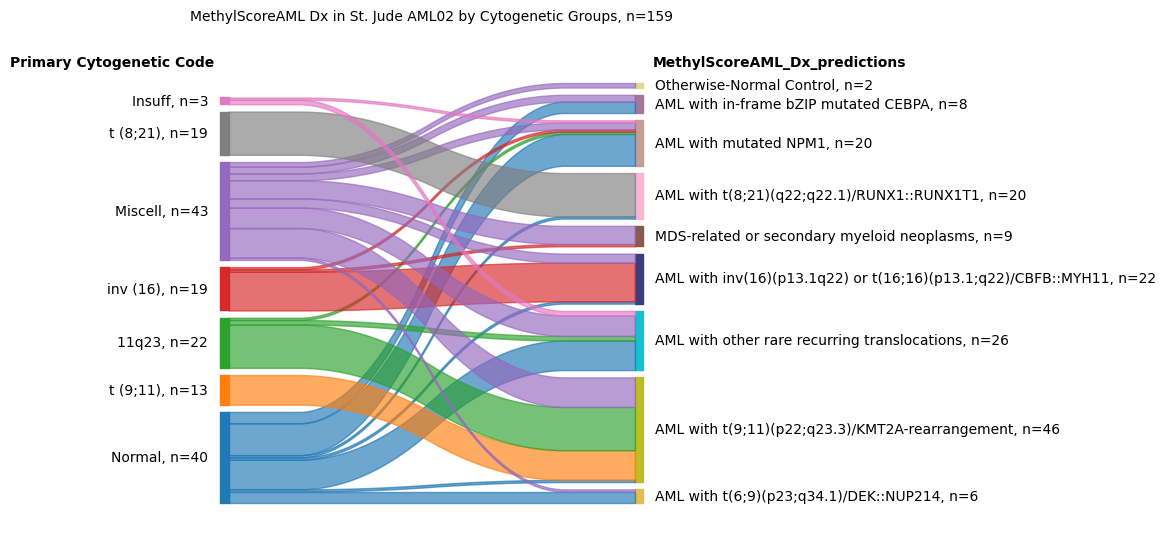 MethylScoreAML Dx in St. Jude AML02 by Cytogenetic Groups, n=159
Primary Cytogenetic Code
MethylScoreAML_Dx_predictions
Insuff, n=3
t (8;21), n=19
Miscell, n=43
inv (16), n=19
11q23, n=22
t (9;11), n=13
Normal, n=40
Otherwise-Normal Control, n=2
AML with in-frame bZIP mutated CEBPA, n=8
AML with mutated NPM1, n=20
AML with t(8;21)(q22;q22.1)/RUNX1::RUNX1T1, n=20
MDS-related or secondary myeloid neoplasms, n=9
AML with inv(16)(p13.1q22) or t(16;16)(p13.1;q22)/CBFB::MYH11, n=22
AML with other rare recurring translocations, n=26
AML with t(9;11)(p22;q23.3)/KMT2A-rearrangement, n=46
AML with t(6;9)(p23;q34.1)/DEK::NUP214, n=6